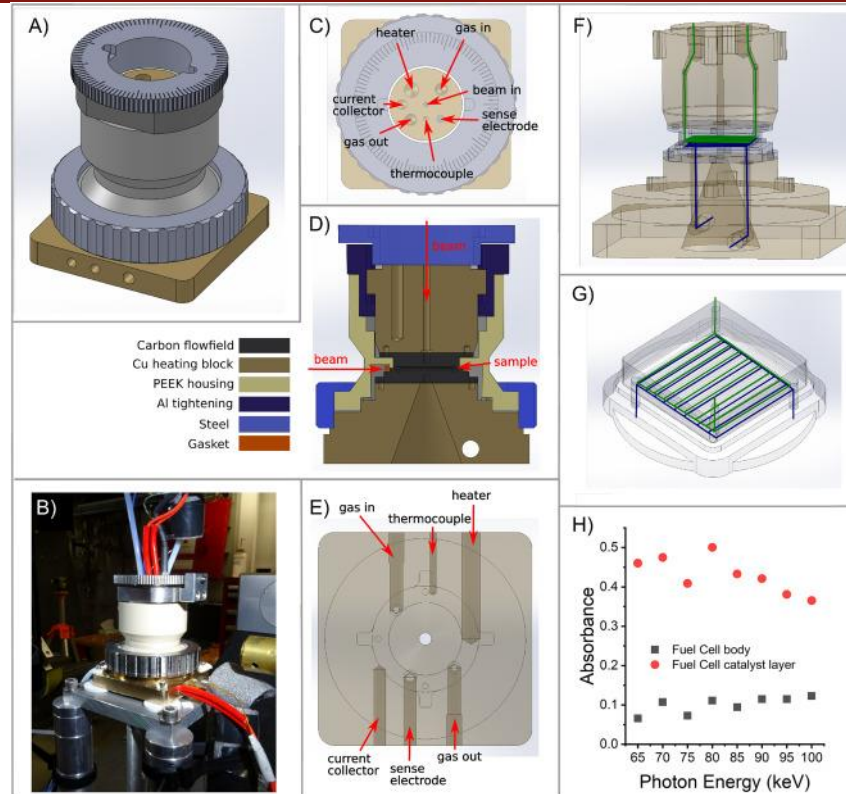 A)
C)
heater
gas in
beam in
current
collector
sense
electrode
gas out
thermocouple
D)
beam
beam
sample
Carbon flowfield
Cu heating block
PEEK housing
Al tightening
Steel
Gasket
B)
E)
gas in
thermocouple
heater
current
collector
sense
electrode
gas out
F)
G)
H)
Absorbance
0.5
0.4
0.3
0.2
0.1
0.0
Fuel Cell body
Fuel Cell catalyst layer
65 70 75 80 85 90 95 100
Photon Energy (keV)